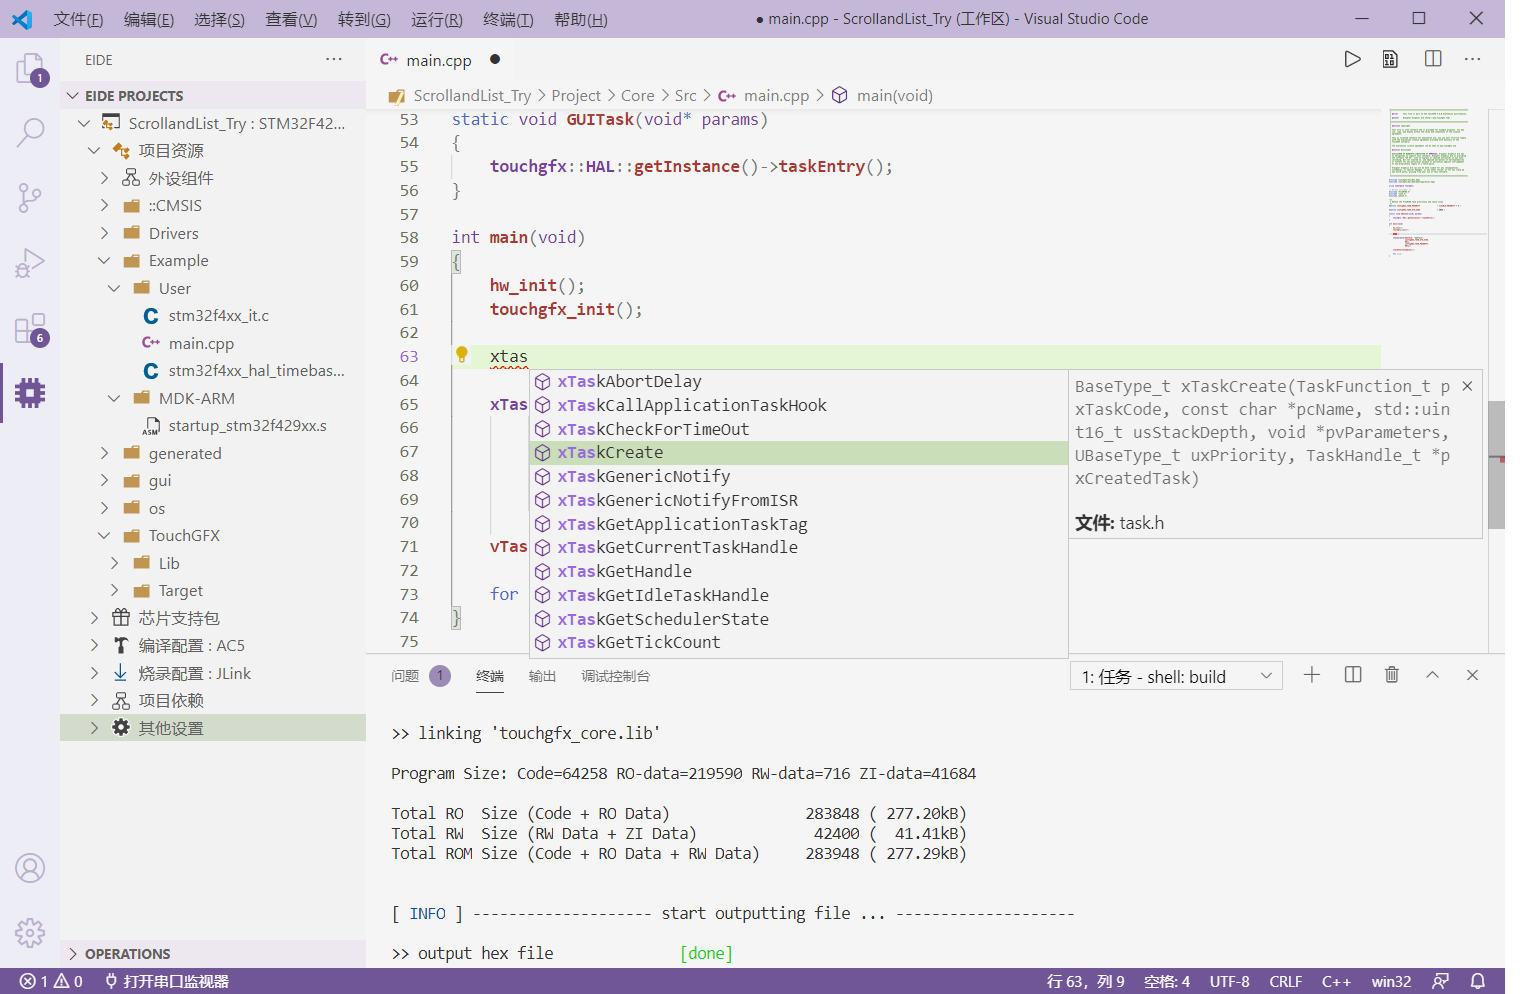 文件(F) 编辑(E) 选择(S) 查看(V) 转到(G) 运行(R) 终端(T) 帮助(H) ● main.cpp - ScrollandList_Try (工作区) - Visual Studio Code
EIDE ···
EIDE PROJECTS
ScrollandList_Try : STM32F42...
项目资源
外设组件
::CMSIS
Drivers
Example
User
stm32f4xx_it.c
main.cpp
stm32f4xx_hal_timebas...
MDK-ARM
startup_stm32f429xx.s
generated
gui
os
TouchGFX
Lib
Target
芯片支持包
编译配置 : AC5
烧录配置 : JLink
项目依赖
其他设置
OPERATIONS
1
6
main.cpp ●
ScrollandList_Try > Project > Core > Src > main.cpp > main(void)
53 static void GUITask(void* params)
54 {
55 touchgfx::HAL::getInstance()->taskEntry();
56 }
57
58 int main(void)
59 {
60 hw_init();
61 touchgfx_init();
62
63 xtas
64
65 xTas
66
67
68
69
70
71 vTas
72
73 for
74 }
75
xTaskAbortDelay
xTaskCallApplicationTaskHook
xTaskCheckForTimeOut
xTaskCreate
xTaskGenericNotify
xTaskGenericNotifyFromISR
xTaskGetApplicationTaskTag
xTaskGetCurrentTaskHandle
xTaskGetHandle
xTaskGetIdleTaskHandle
xTaskGetSchedulerState
xTaskGetTickCount
BaseType_t xTaskCreate(TaskFunction_t p
xTaskCode, const char *pcName, std::uin
t16_t usStackDepth, void *pvParameters,
UBaseType_t uxPriority, TaskHandle_t *p
xCreatedTask)
文件: task.h
问题 1 终端 输出 调试控制台 1: 任务 - shell: build
>> linking 'touchgfx_core.lib'
Program Size: Code=64258 RO-data=219590 RW-data=716 ZI-data=41684
Total RO  Size (Code + RO Data)               283848 ( 277.20kB)
Total RW  Size (RW Data + ZI Data)             42400 (  41.41kB)
Total ROM Size (Code + RO Data + RW Data)     283948 ( 277.29kB)
[ INFO ] -------------------- start outputting file ... --------------------
>> output hex file              [done]
1 0 打开串口监视器 行 63，列 9 空格: 4 UTF-8 CRLF C++ win32